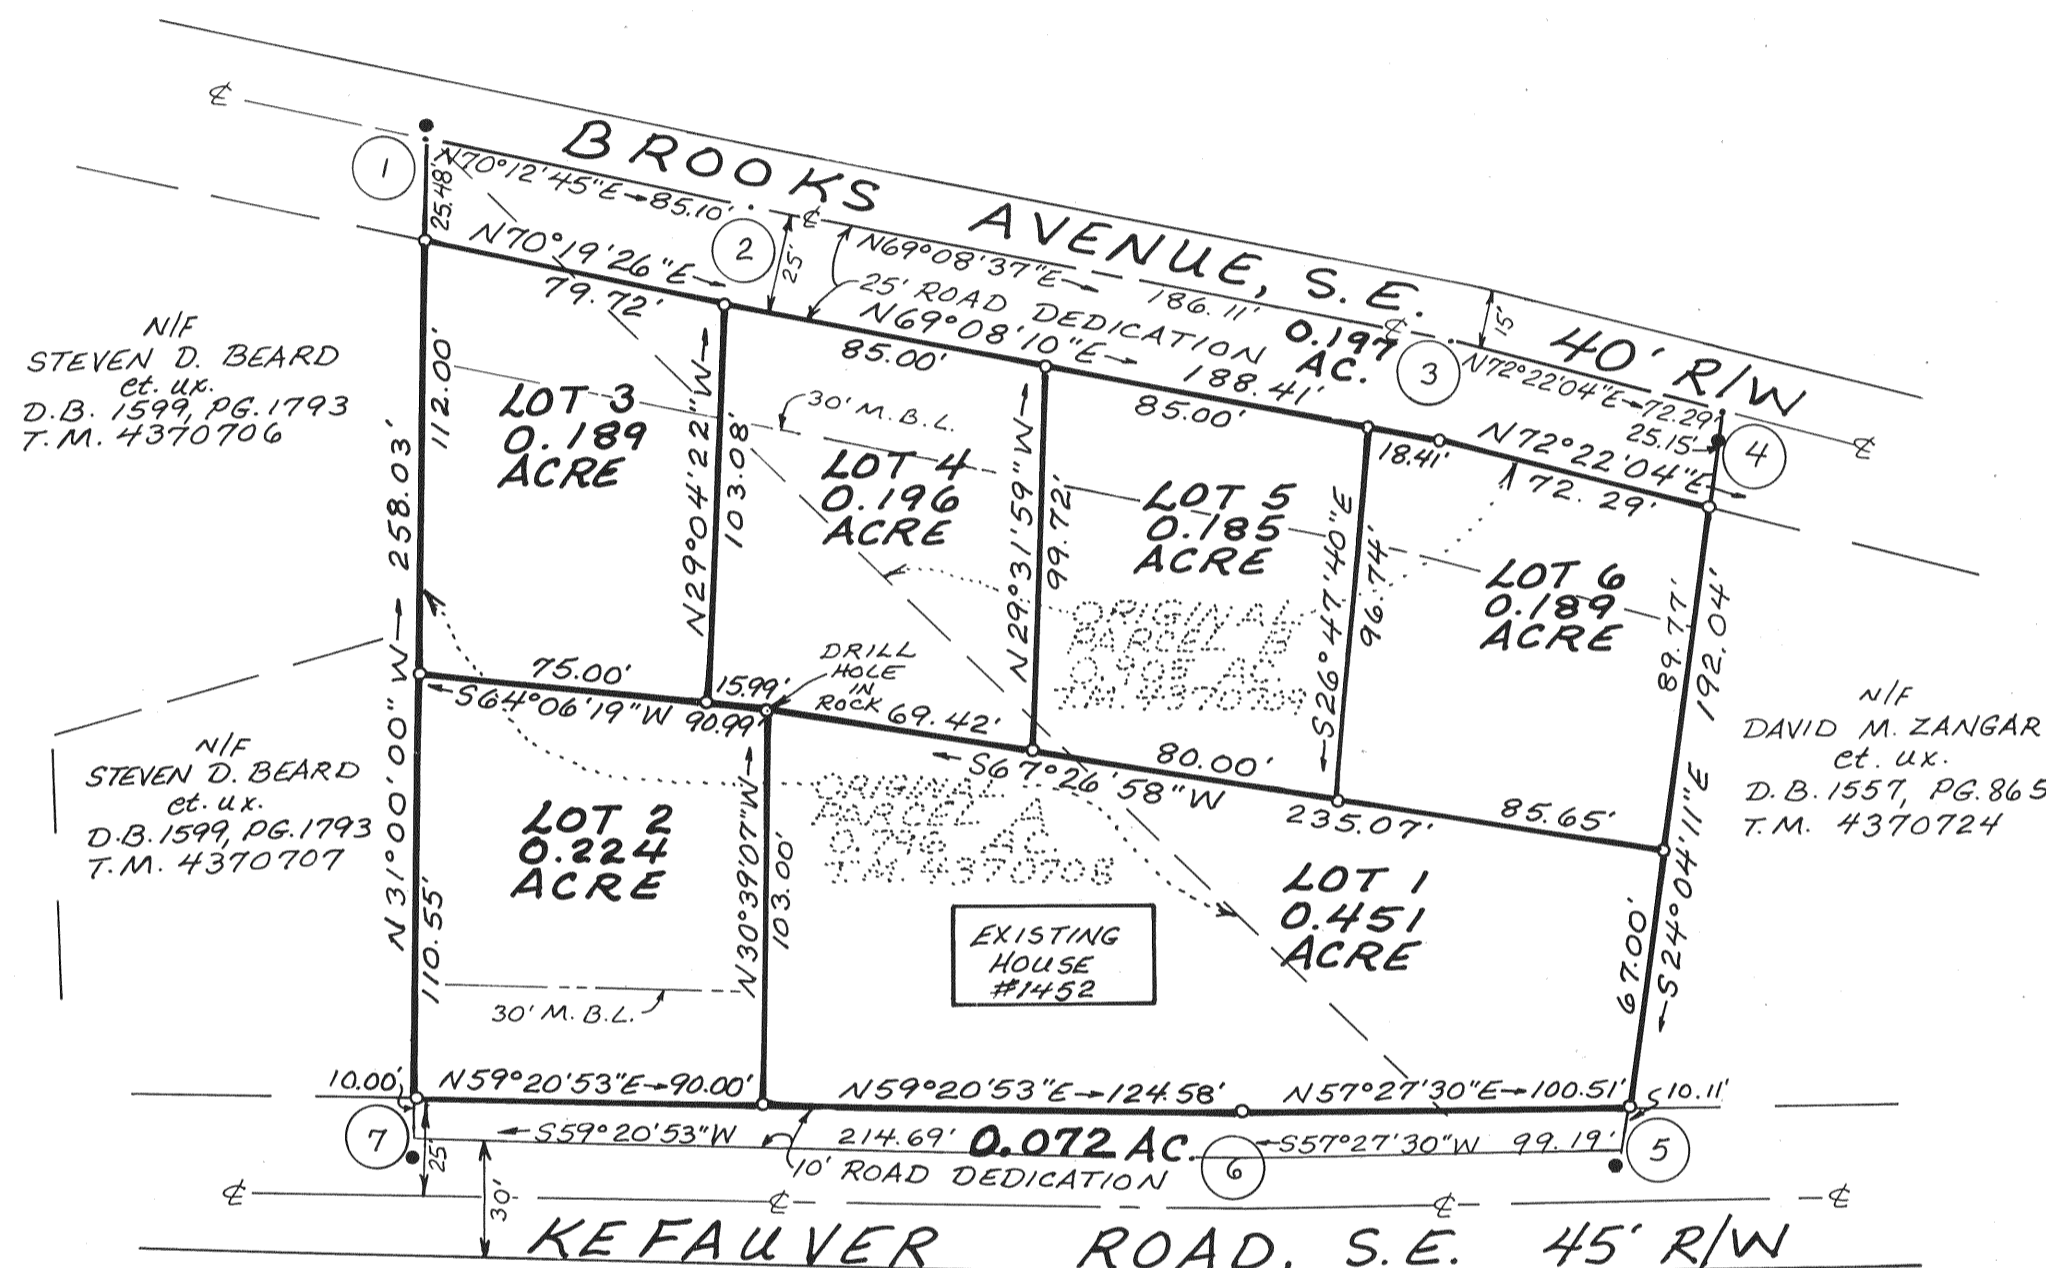 ℄
BROOKS AVENUE, S.E. 40' R/W
1
25.48'
N70°12'45"E→85.10'
2
25'
℄
N69°08'37"E→
186.11'
℄
15'
3
N72°22'04"E→72.29'
25.15'
4
℄
25' ROAD DEDICATION
0.197
AC.
N70°19'26"E→
79.72'
N69°08'10"E→
188.41'
85.00'
85.00'
18.41'
N72°22'04"E→
72.29'
N/F
STEVEN D. BEARD
et. ux.
D.B. 1599, PG.1793
T.M. 4370706
112.00'
LOT 3
0.189
ACRE
N29°04'22"W→
103.08'
30' M.B.L.
LOT 4
0.196
ACRE
N29°31'59"W→
99.72'
LOT 5
0.185
ACRE
←S26°47'40"E
96.74'
LOT 6
0.189
ACRE
89.77'
←S24°04'11"E 192.04'
N31°00'00"W→ 258.03'
ORIGINAL
PARCEL B
T.M. 4370709
75.00'
←S64°06'19"W 90.99'
15.99'
DRILL
HOLE
IN
ROCK
69.42'
←S67°26'58"W
80.00'
235.07'
85.65'
N/F
DAVID M. ZANGAR
et. ux.
D.B. 1557, PG. 865
T.M. 4370724
N/F
STEVEN D. BEARD
et. ux.
D.B. 1599, PG.1793
T.M. 4370707
110.55'
LOT 2
0.224
ACRE
N30°39'07"W→
103.00'
ORIGINAL
PARCEL A
T.M. 4370708
LOT 1
0.451
ACRE
67.00'
EXISTING
HOUSE
#1452
30' M.B.L.
10.00'
N59°20'53"E→90.00'
N59°20'53"E→124.58'
N57°27'30"E→100.51'
10.11'
7
25'
←S59°20'53"W
214.69'
0.072 AC.
6
←S57°27'30"W 99.19'
5
10' ROAD DEDICATION
℄
30'
℄
℄
℄
KEFAUVER ROAD, S.E. 45' R/W